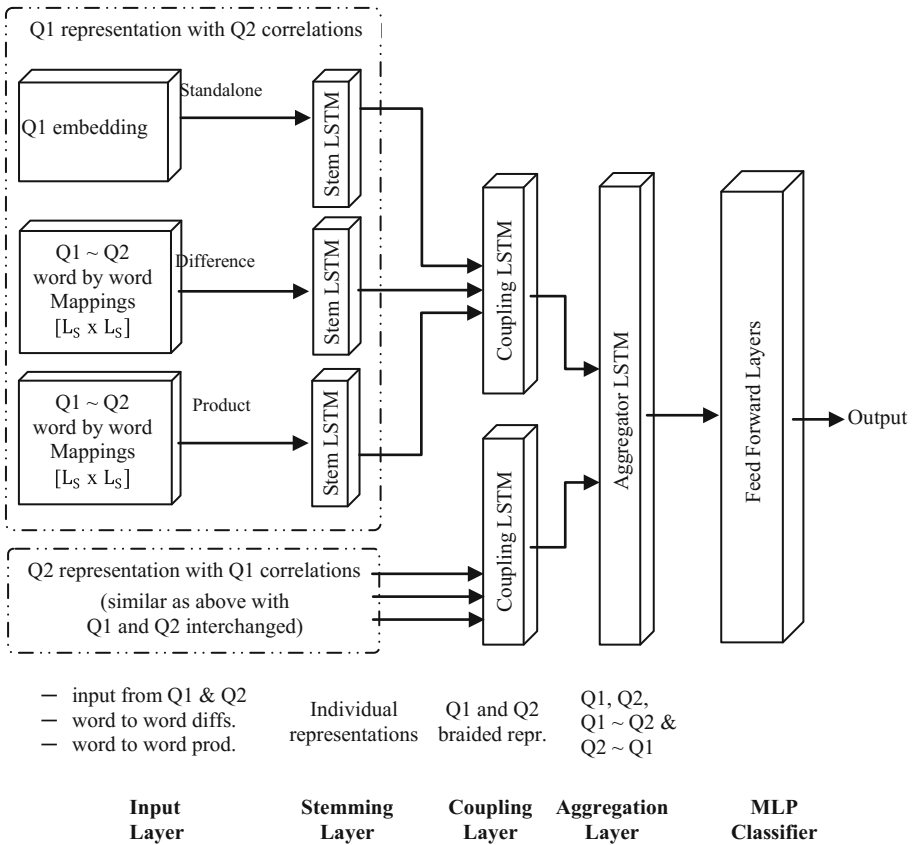 Q1 representation with Q2 correlations
Standalone
Q1 embedding
Stem LSTM
Q1 ~ Q2
word by word
Mappings
[L_S x L_S]
Difference
Stem LSTM
Q1 ~ Q2
word by word
Mappings
[L_S x L_S]
Product
Stem LSTM
Coupling LSTM
Q2 representation with Q1 correlations
(similar as above with
Q1 and Q2 interchanged)
Coupling LSTM
Aggregator LSTM
Feed Forward Layers
Output
– input from Q1 & Q2
– word to word diffs.
– word to word prod.
Individual
representations
Q1 and Q2
braided repr.
Q1, Q2,
Q1 ~ Q2 &
Q2 ~ Q1
Input
Layer
Stemming
Layer
Coupling
Layer
Aggregation
Layer
MLP
Classifier